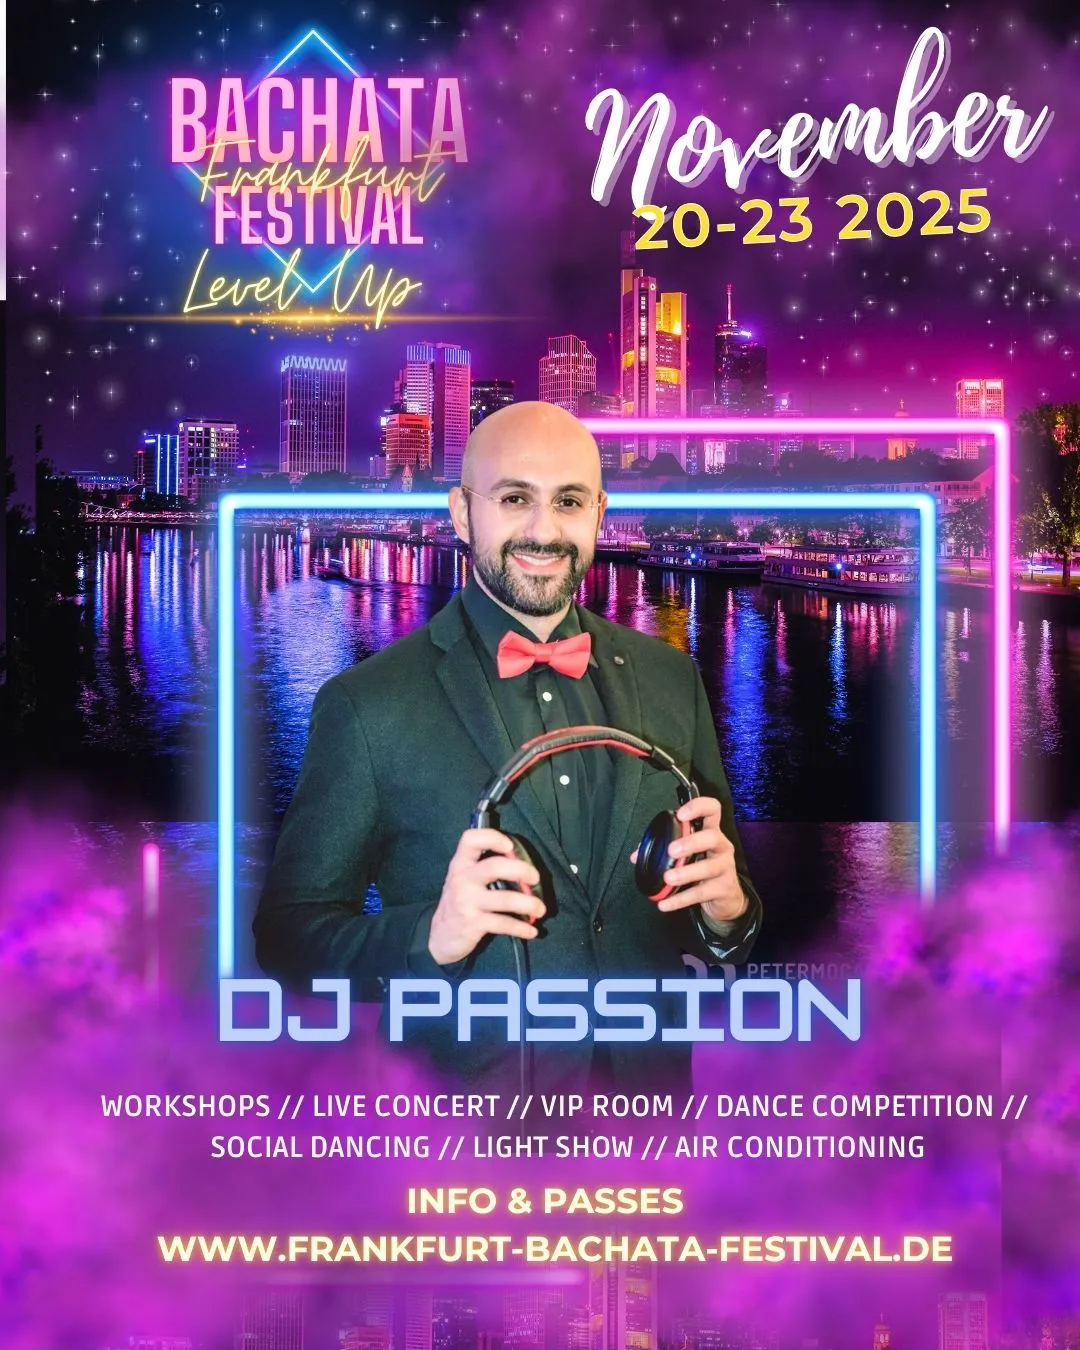 BACHATA
Frankfurt
FESTIVAL
Level Up
November
20-23 2025
DJ PASSION
WORKSHOPS // LIVE CONCERT // VIP ROOM // DANCE COMPETITION //
SOCIAL DANCING // LIGHT SHOW // AIR CONDITIONING
INFO & PASSES
WWW.FRANKFURT-BACHATA-FESTIVAL.DE